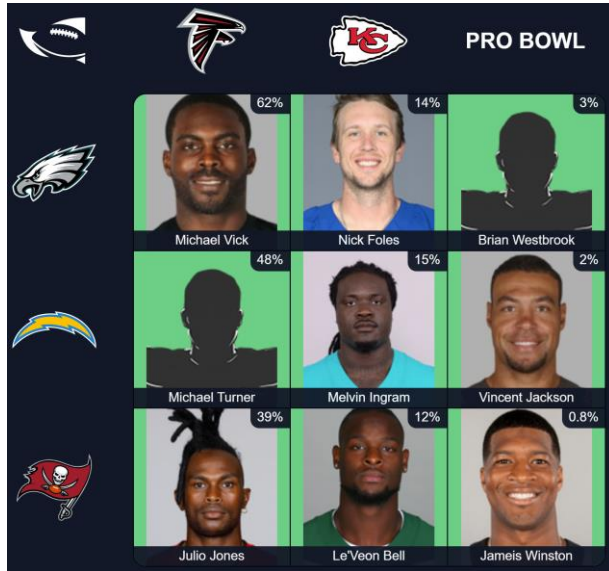 KC
PRO BOWL
62%
14%
3%
Michael Vick
Nick Foles
Brian Westbrook
48%
15%
2%
Michael Turner
Melvin Ingram
Vincent Jackson
39%
12%
0.8%
Julio Jones
Le'Veon Bell
Jameis Winston